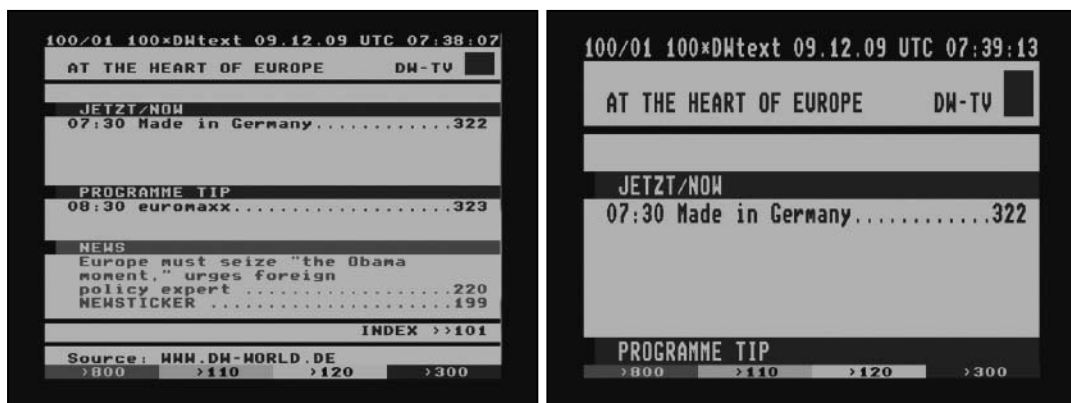 100/01 100*DWtext 09.12.09 UTC 07:38:07
AT THE HEART OF EUROPE DW-TV
JETZT/NOW
07:30 Made in Germany............322
PROGRAMME TIP
08:30 euromaxx...................323
NEWS
Europe must seize "the Obama
moment," urges foreign
policy expert ..................220
NEWSTICKER .....................199
INDEX >>101
Source: WWW.DW-WORLD.DE
>800 >110 >120 >300
100/01 100*DWtext 09.12.09 UTC 07:39:13
AT THE HEART OF EUROPE DW-TV
JETZT/NOW
07:30 Made in Germany............322
PROGRAMME TIP
>800 >110 >120 >300